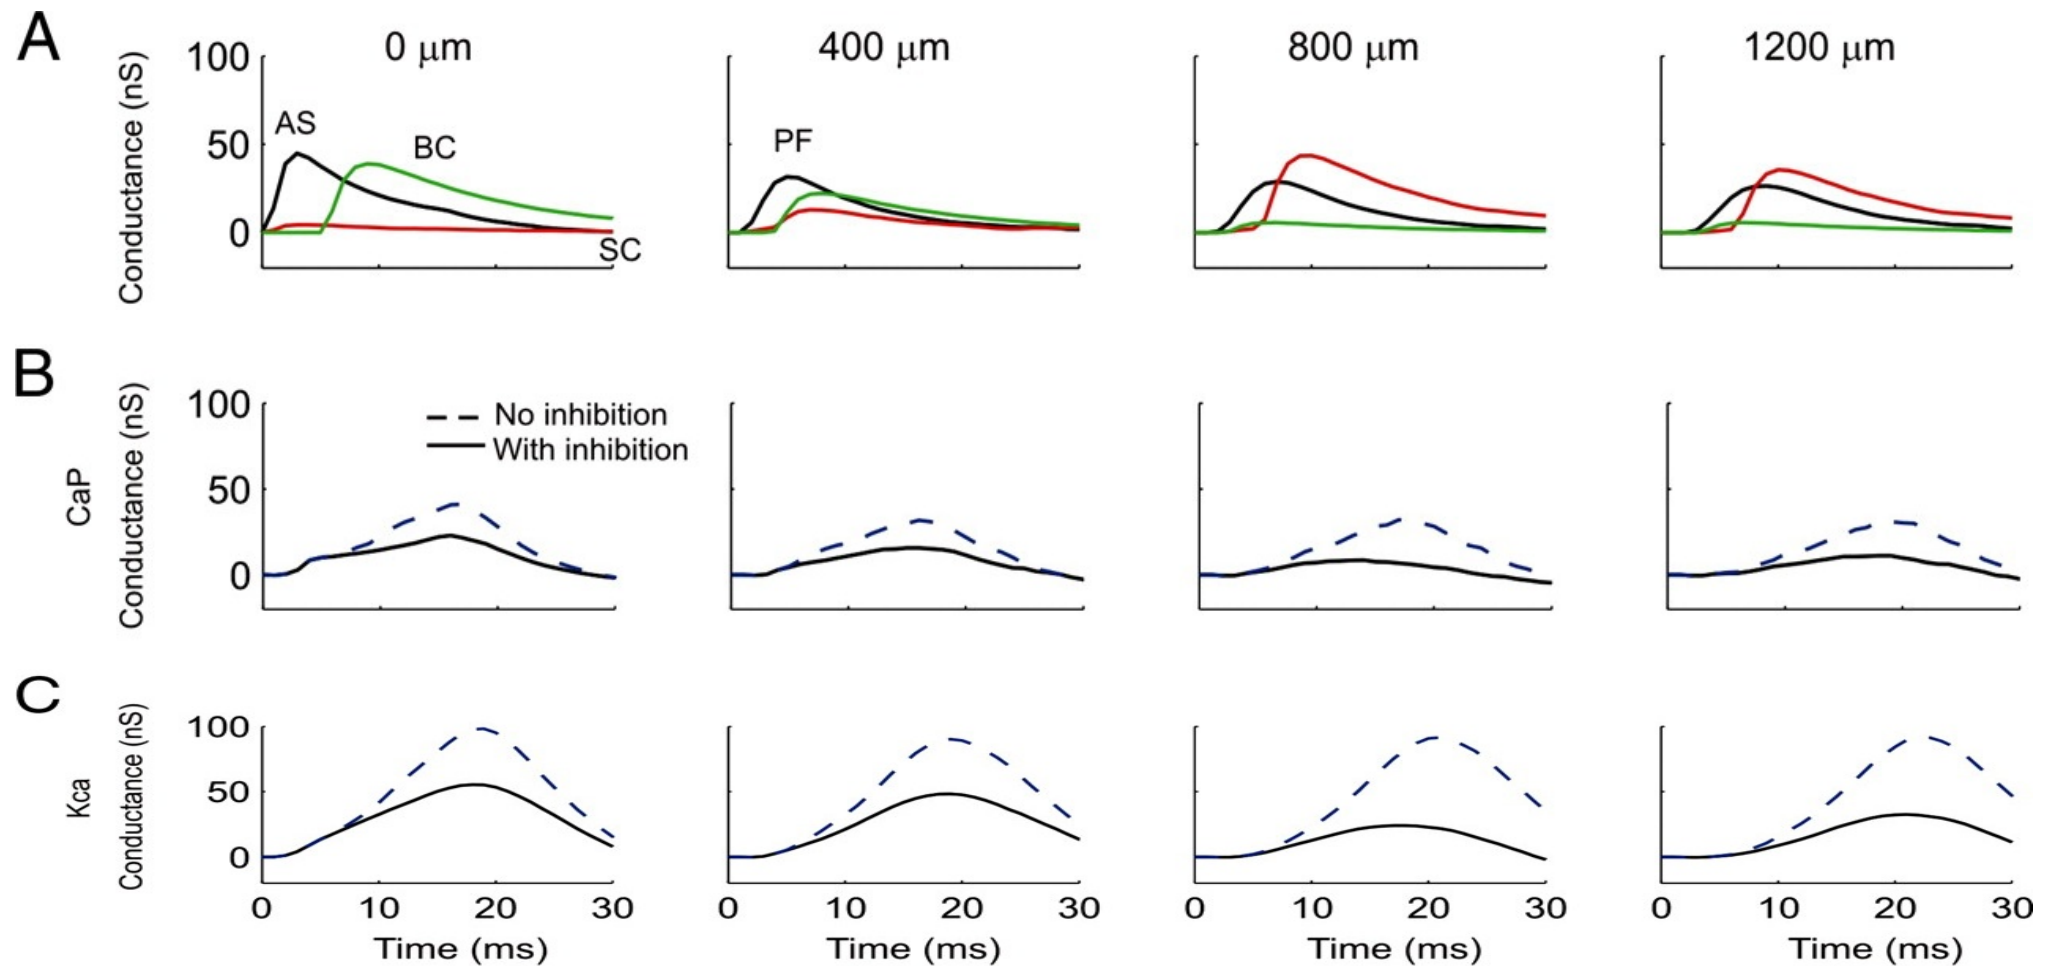 A
0 μm
400 μm
800 μm
1200 μm
Conductance (nS)
100
50
0
AS
BC
SC
PF
B
CaP
Conductance (nS)
100
50
0
No inhibition
With inhibition
C
Kca
Conductance (nS)
100
50
0
0 10 20 30
0 10 20 30
0 10 20 30
0 10 20 30
Time (ms)
Time (ms)
Time (ms)
Time (ms)